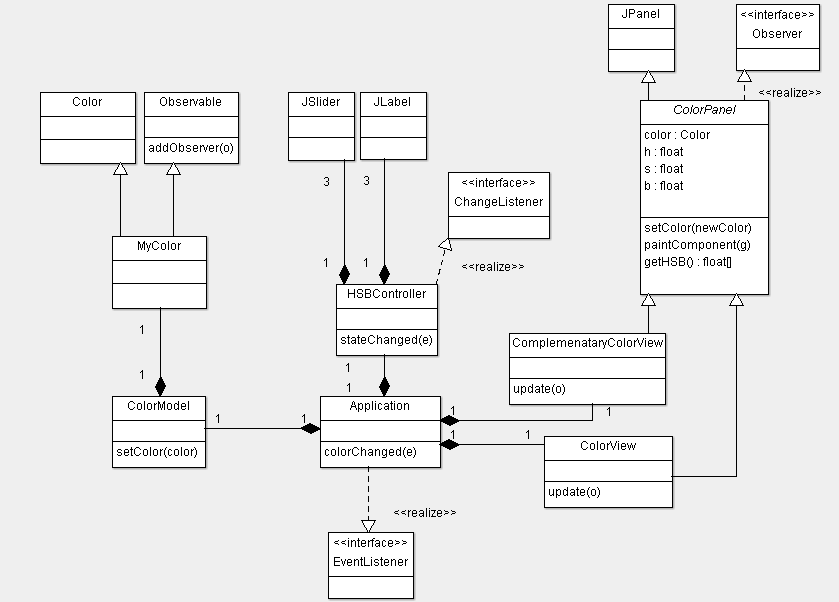 JPanel
<<interface>>
Observer
<<realize>>
Color
Observable
addObserver(o)
JSlider
JLabel
ColorPanel
color : Color
h : float
s : float
b : float
setColor(newColor)
paintComponent(g)
getHSB() : float[]
3
3
<<interface>>
ChangeListener
<<realize>>
MyColor
1
1
HSBController
stateChanged(e)
1
1
1
1
ComplemenataryColorView
update(o)
ColorModel
setColor(color)
1
1
Application
colorChanged(e)
1
1
1
1
ColorView
update(o)
<<realize>>
<<interface>>
EventListener